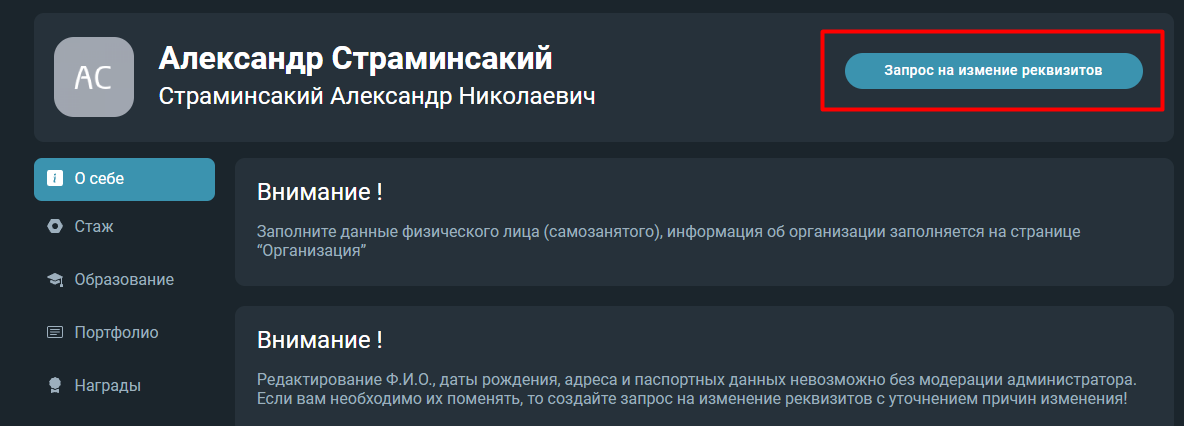 АС
Александр Страминсакий
Страминсакий Александр Николаевич
Запрос на измение реквизитов
О себе
Стаж
Образование
Портфолио
Награды
Внимание !
Заполните данные физического лица (самозанятого), информация об организации заполняется на странице
“Организация”
Внимание !
Редактирование Ф.И.О., даты рождения, адреса и паспортных данных невозможно без модерации администратора.
Если вам необходимо их поменять, то создайте запрос на изменение реквизитов с уточнением причин изменения!